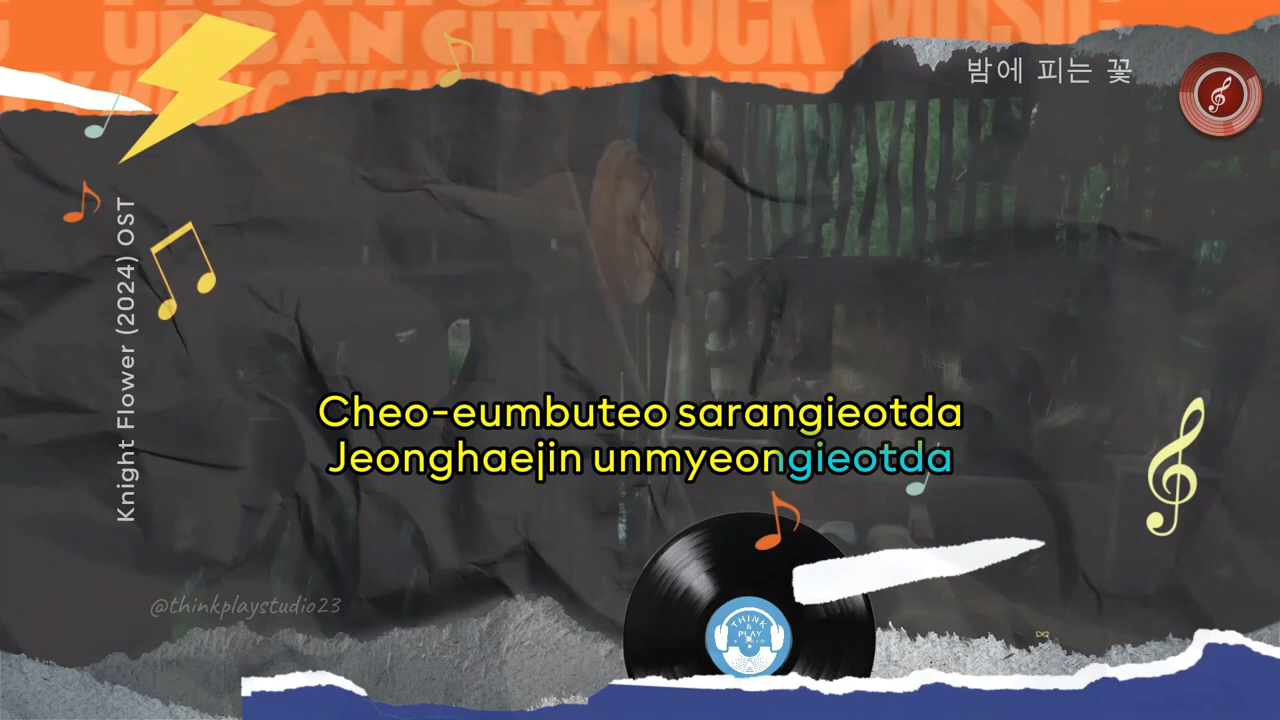 URBAN CITY ROCK MUSIC
밤에 피는 꽃
Knight Flower (2024) OST
Cheo-eumbuteo sarangieotda
Jeonghaejin unmyeongieotda
@thinkplaystudio23
THINK
&
PLAY